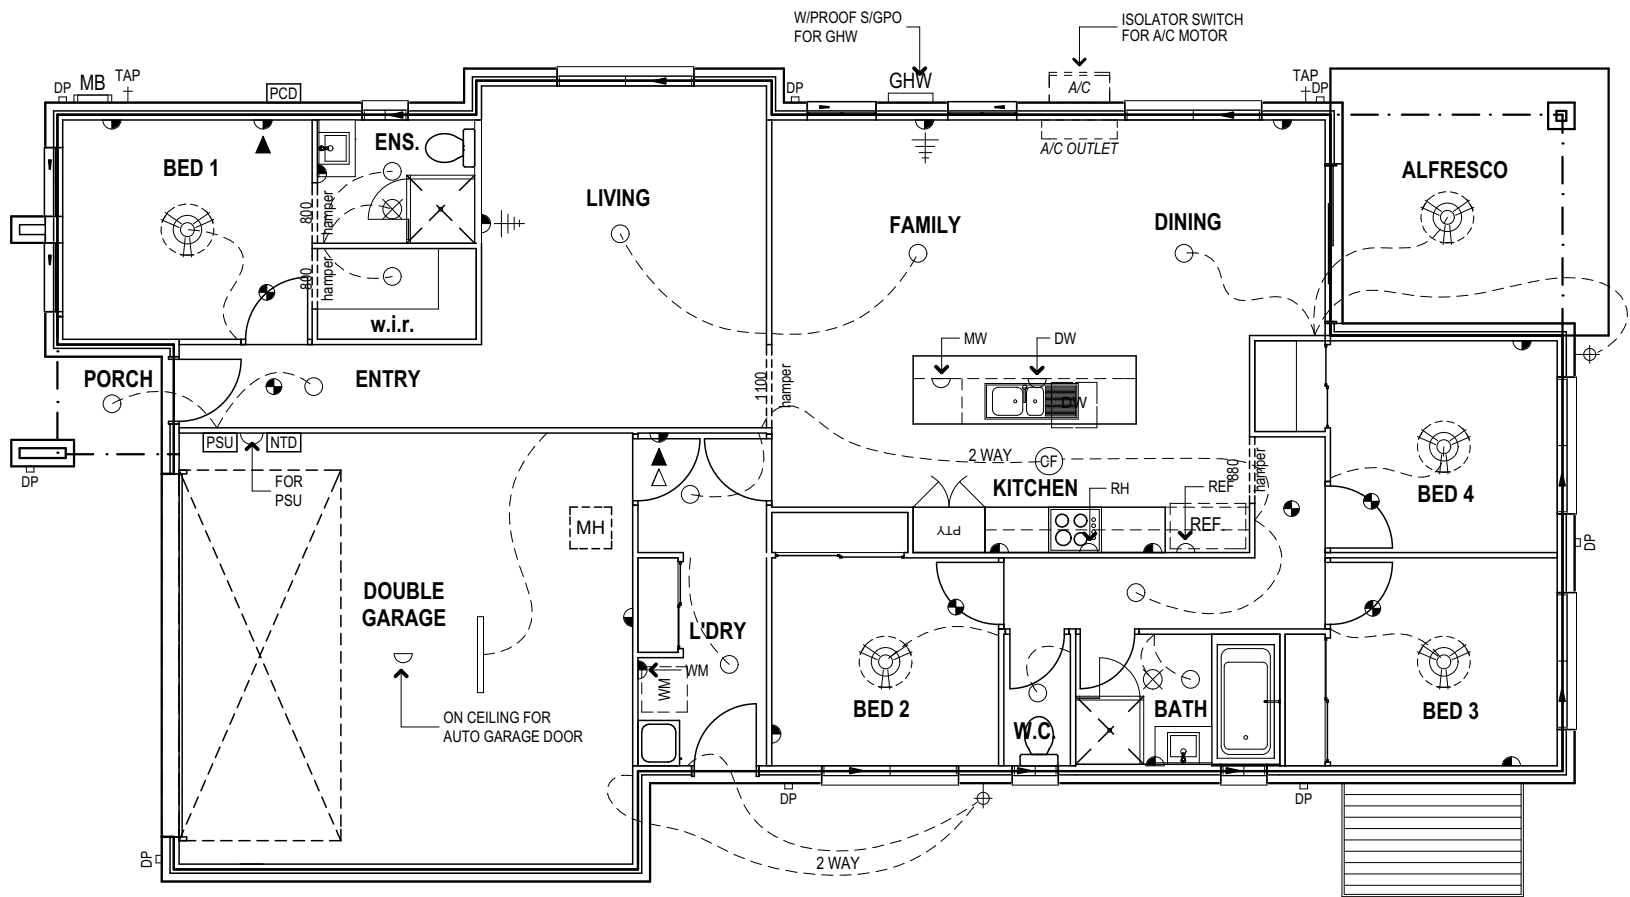 W/PROOF S/GPO
FOR GHW
ISOLATOR SWITCH
FOR A/C MOTOR
DP
MB
TAP
PCD
DP
GHW
A/C
TAP
DP
ENS.
BED 1
A/C OUTLET
ALFRESCO
LIVING
FAMILY
DINING
800
hamper
800
hamper
w.i.r.
MW
DW
PORCH
ENTRY
1100
hamper
DW
PSU
NTD
FOR
PSU
DP
2 WAY
CF
880
hamper
KITCHEN
RH
REF
BED 4
MH
PTY
REF.
DP
DOUBLE
GARAGE
L'DRY
WM
WM
ON CEILING FOR
AUTO GARAGE DOOR
BED 2
W.C.
BATH
BED 3
DP
DP
DP
2 WAY